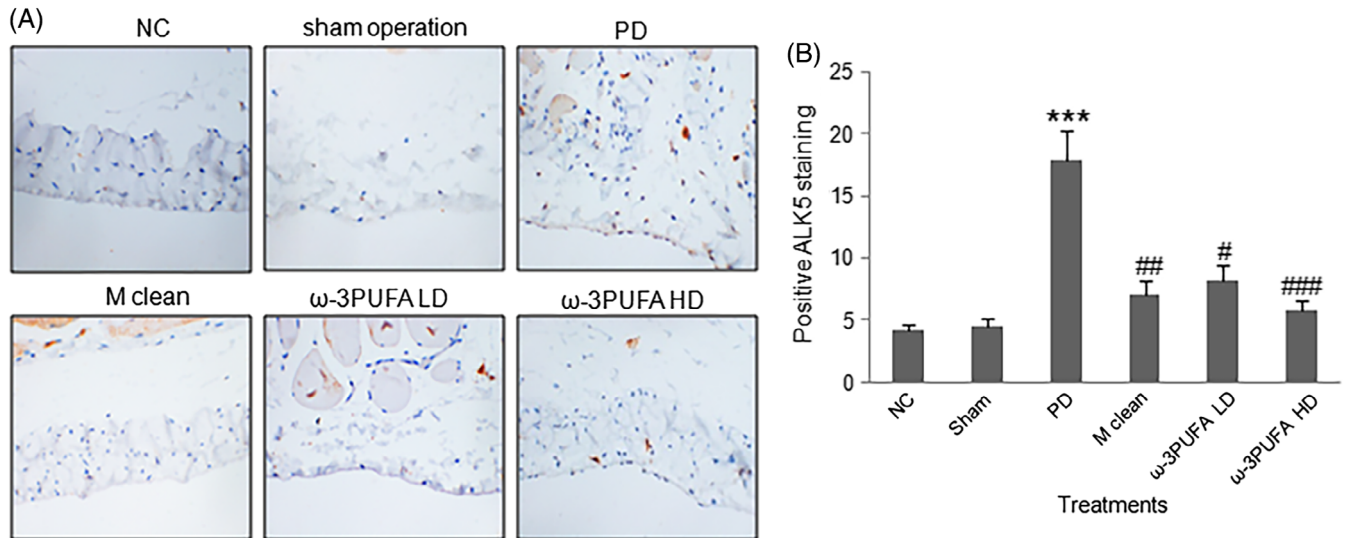 (A)
NC
sham operation
PD
M clean
ω-3PUFA LD
ω-3PUFA HD
(B)
Positive ALK5 staining
25
20
15
10
5
0
***
##
#
###
NC
Sham
PD
M clean
ω-3PUFA LD
ω-3PUFA HD
Treatments